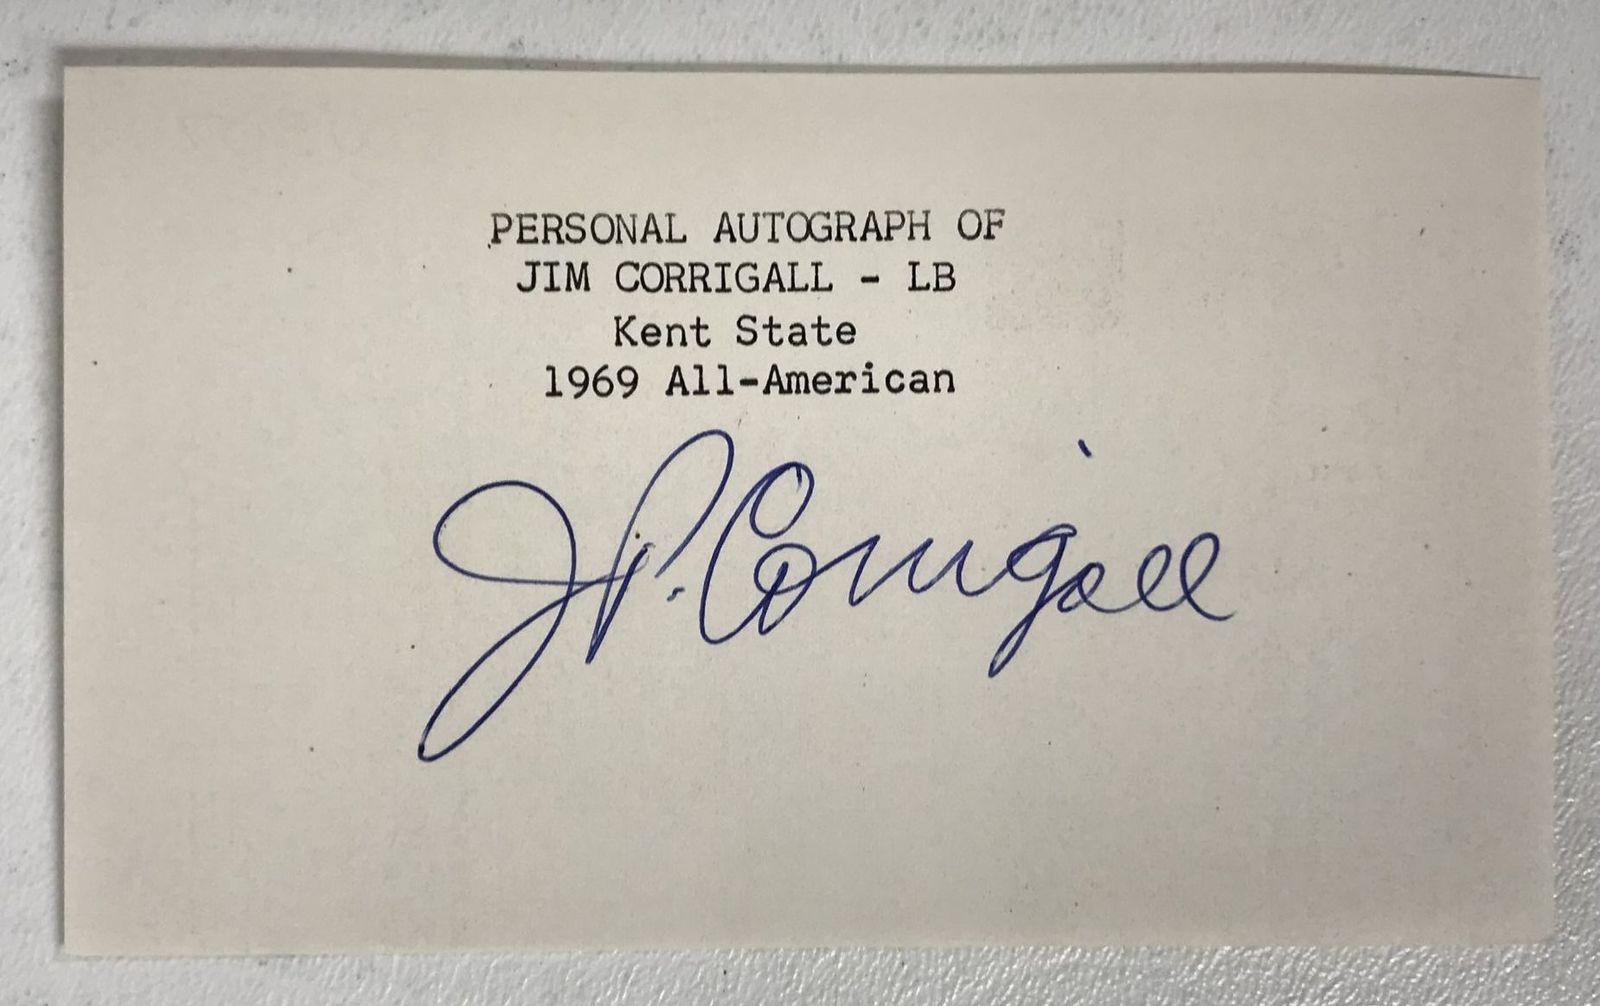 PERSONAL AUTOGRAPH OF
JIM CORRIGALL - LB
Kent State
1969 All-American
J.P. Corrigall